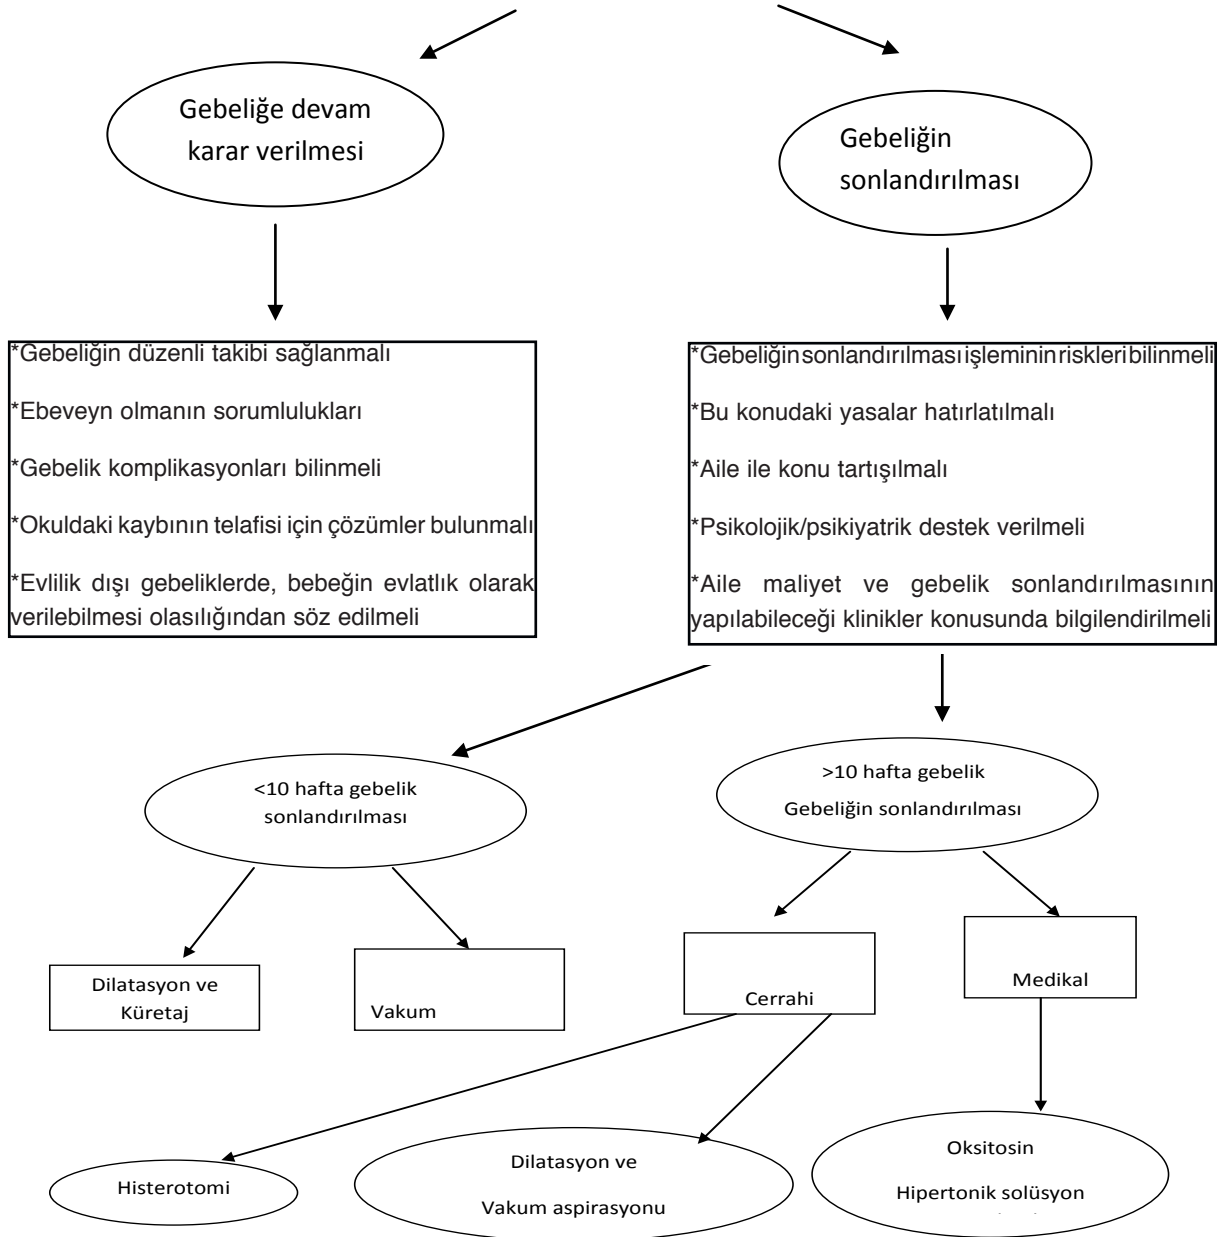 Gebeliğe devam
karar verilmesi
Gebeliğin
sonlandırılması
*Gebeliğin düzenli takibi sağlanmalı
*Ebeveyn olmanın sorumlulukları
*Gebelik komplikasyonları bilinmeli
*Okuldaki kaybının telafisi için çözümler bulunmalı
*Evlilik dışı gebeliklerde, bebeğin evlatlık olarak
verilebilmesi olasılığından söz edilmeli
*Gebeliğin sonlandırılması işleminin riskleri bilinmeli
*Bu konudaki yasalar hatırlatılmalı
*Aile ile konu tartışılmalı
*Psikolojik/psikiyatrik destek verilmeli
*Aile maliyet ve gebelik sonlandırılmasının
yapılabileceği klinikler konusunda bilgilendirilmeli
<10 hafta gebelik
sonlandırılması
>10 hafta gebelik
Gebeliğin sonlandırılması
Dilatasyon ve
Küretaj
Vakum
Cerrahi
Medikal
Histerotomi
Dilatasyon ve
Vakum aspirasyonu
Oksitosin
Hipertonik solüsyon